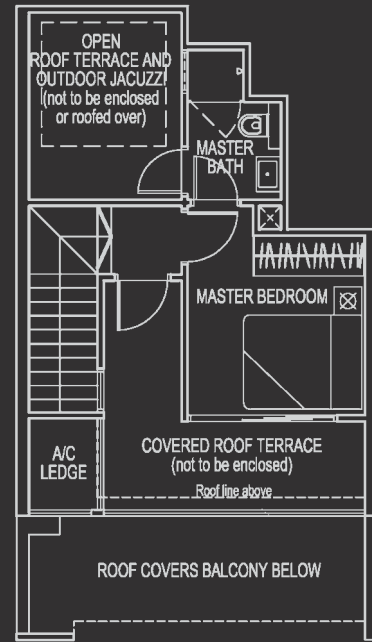 OPEN
ROOF TERRACE AND
OUTDOOR JACUZZI
(not to be enclosed
or roofed over)
MASTER
BATH
MASTER BEDROOM
A/C
LEDGE
COVERED ROOF TERRACE
(not to be enclosed)
Roof line above
ROOF COVERS BALCONY BELOW